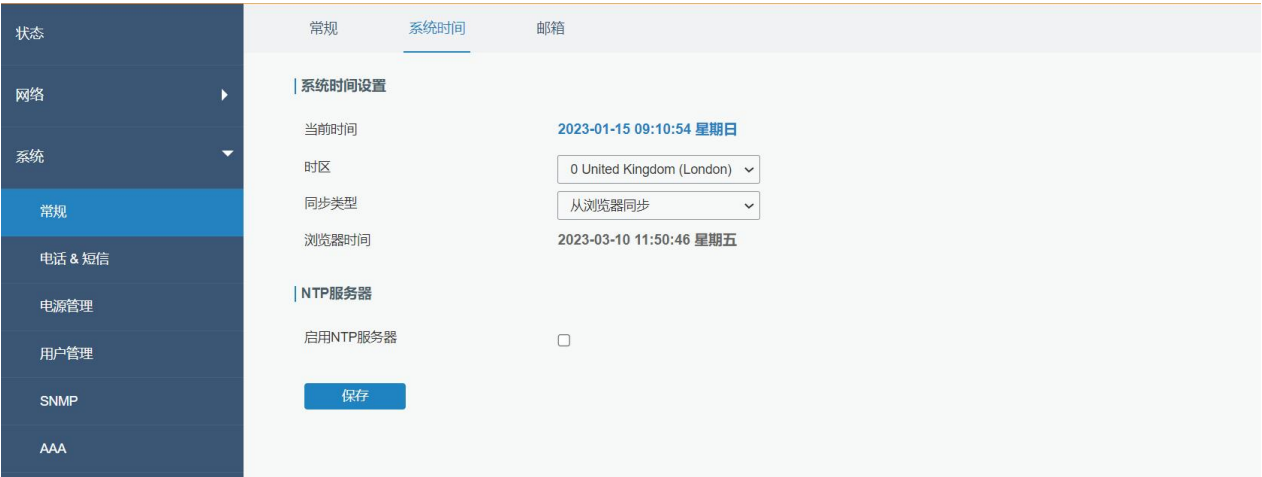 状态
网络
系统
常规
电话 & 短信
电源管理
用户管理
SNMP
AAA
常规 系统时间 邮箱
系统时间设置
当前时间 2023-01-15 09:10:54 星期日
时区 0 United Kingdom (London)
同步类型 从浏览器同步
浏览器时间 2023-03-10 11:50:46 星期五
NTP服务器
启用NTP服务器
保存